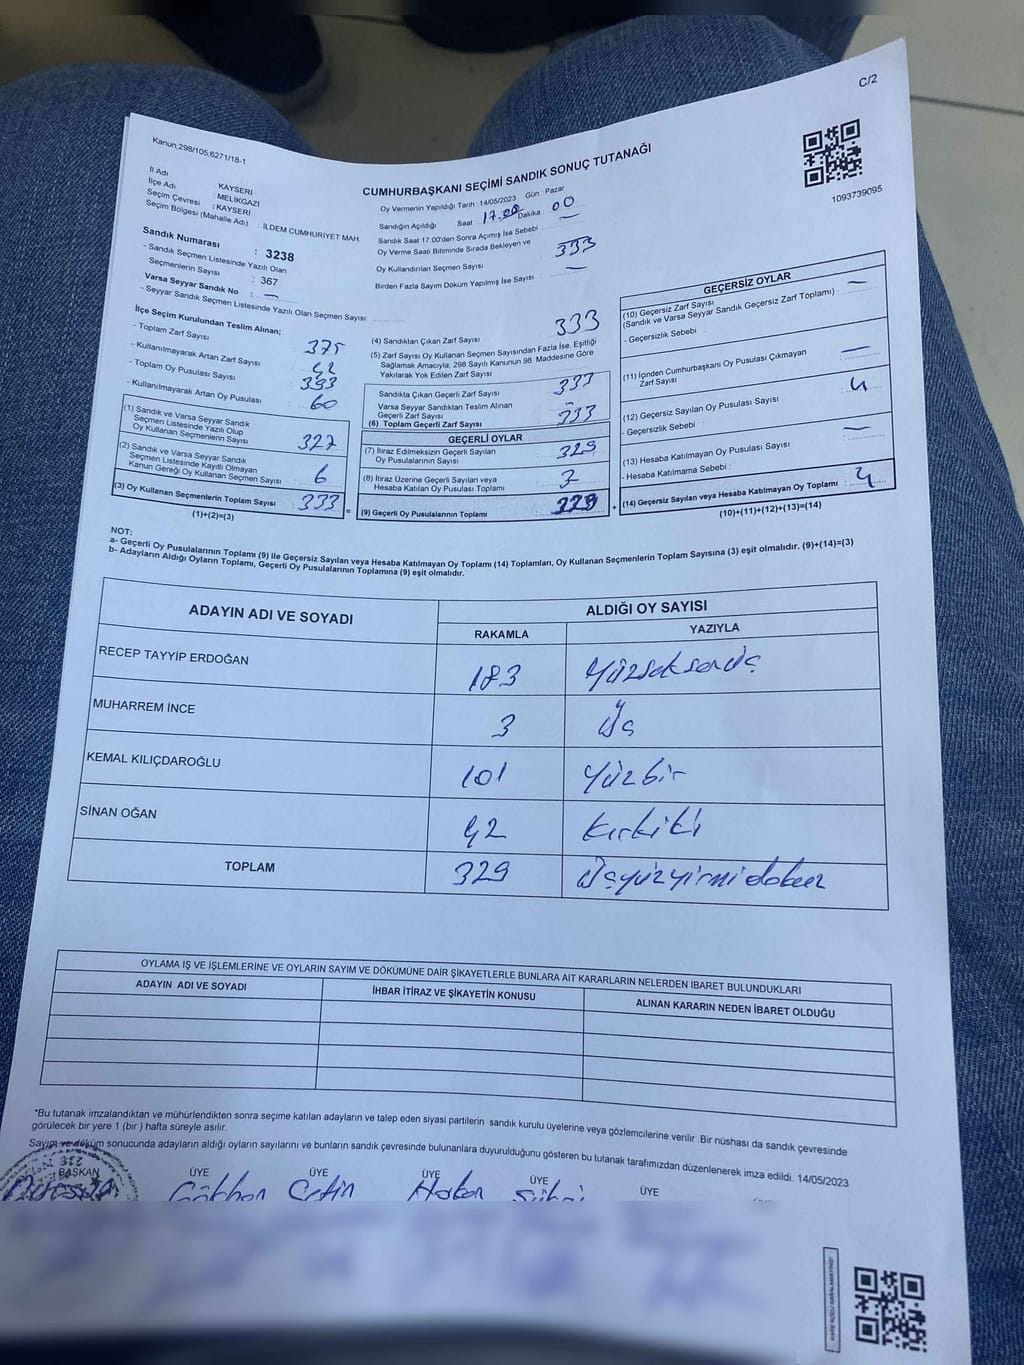 C/2
Kanun;298/105,6271/18-1
1093739095
CUMHURBAŞKANI SEÇİMİ SANDIK SONUÇ TUTANAĞI
İl Adı : KAYSERİ
İlçe Adı : MELİKGAZİ
Seçim Çevresi : KAYSERİ
Seçim Bölgesi (Mahalle Adı) : İLDEM CUMHURİYET MAH.
Sandık Numarası : 3238
- Sandık Seçmen Listesinde Yazılı Olan
Seçmenlerin Sayısı : 367
Varsa Seyyar Sandık No : —
- Seyyar Sandık Seçmen Listesinde Yazılı Olan Seçmen Sayısı
Oy Vermenin Yapıldığı Tarih : 14/05/2023 Gün : Pazar
Sandığın Açıldığı Saat 17.00 Dakika : 00
Sandık Saat 17:00'den Sonra Açımış İse Sebebi : —
Oy Verme Saati Bitiminde Sırada Bekleyen ve
Oy Kullandırılan Seçmen Sayısı 333
Birden Fazla Sayım Döküm Yapılmış İse Sayısı —
İlçe Seçim Kurulundan Teslim Alınan;
- Toplam Zarf Sayısı 375
- Kullanılmayarak Artan Zarf Sayısı 42
- Toplam Oy Pusulası Sayısı 393
- Kullanılmayarak Artan Oy Pusulası 60
(1) Sandık ve Varsa Seyyar Sandık
Seçmen Listesinde Yazılı Olup
Oy Kullanan Seçmenlerin Sayısı 327
(2) Sandık ve Varsa Seyyar Sandık
Seçmen Listesinde Kayıtlı Olmayan
Kanun Gereği Oy Kullanan Seçmen Sayısı 6
(3) Oy Kullanan Seçmenlerin Toplam Sayısı 333 =
(1)+(2)=(3)
(4) Sandıktan Çıkan Zarf Sayısı 333
(5) Zarf Sayısı Oy Kullanan Seçmen Sayısından Fazla İse, Eşitliği
Sağlamak Amacıyla; 298 Sayılı Kanunun 98. Maddesine Göre
Yakılarak Yok Edilen Zarf Sayısı
Sandıkta Çıkan Geçerli Zarf Sayısı 333
Varsa Seyyar Sandıktan Teslim Alınan
Geçerli Zarf Sayısı
(6) Toplam Geçerli Zarf Sayısı 333
GEÇERLİ OYLAR
(7) İtiraz Edilmeksizin Geçerli Sayılan
Oy Pusulalarının Sayısı 329
(8) İtiraz Üzerine Geçerli Sayılan veya
Hesaba Katılan Oy Pusulası Toplamı
(9) Geçerli Oy Pusulalarının Toplamı 329 +
GEÇERSİZ OYLAR
(10) Geçersiz Zarf Sayısı —
(Sandık ve Varsa Seyyar Sandık Geçersiz Zarf Toplamı) :
- Geçersizlik Sebebi :
(11) İçinden Cumhurbaşkanı Oy Pusulası Çıkmayan
Zarf Sayısı : —
(12) Geçersiz Sayılan Oy Pusulası Sayısı : 4
- Geçersizlik Sebebi :
(13) Hesaba Katılmayan Oy Pusulası Sayısı : —
- Hesaba Katılmama Sebebi :
(14) Geçersiz Sayılan veya Hesaba Katılmayan Oy Toplamı : 4
(10)+(11)+(12)+(13)=(14)
NOT:
a- Geçerli Oy Pusulalarının Toplamı (9) ile Geçersiz Sayılan veya Hesaba Katılmayan Oy Toplamı (14) Toplamları, Oy Kullanan Seçmenlerin Toplam Sayısına (3) eşit olmalıdır. (9)+(14)=(3)
b- Adayların Aldığı Oyların Toplamı, Geçerli Oy Pusulalarının Toplamına (9) eşit olmalıdır.
ADAYIN ADI VE SOYADI ALDIĞI OY SAYISI
RAKAMLA YAZIYLA
RECEP TAYYİP ERDOĞAN 183 Yüzseksenüç
MUHARREM İNCE 3 Üç
KEMAL KILIÇDAROĞLU 101 Yüzbir
SİNAN OĞAN 42 Kırkiki
TOPLAM 329 Üçyüzyirmidokuz
OYLAMA İŞ VE İŞLEMLERİNE VE OYLARIN SAYIM VE DÖKÜMÜNE DAİR ŞİKAYETLERLE BUNLARA AİT KARARLARIN NELERDEN İBARET BULUNDUKLARI
ADAYIN ADI VE SOYADI İHBAR İTİRAZ VE ŞİKAYETİN KONUSU ALINAN KARARIN NEDEN İBARET OLDUĞU
*Bu tutanak imzalandıktan ve mühürlendikten sonra seçime katılan adayların ve talep eden siyasi partilerin sandık kurulu üyelerine veya gözlemcilerine verilir. Bir nüshası da sandık çevresinde
görülecek bir yere 1 (bir) hafta süreyle asılır.
Sayım ve döküm sonucunda adayların aldığı oyların sayılarını ve bunların sandık çevresinde bulunanlara duyurulduğunu gösteren bu tutanak tarafımızdan düzenlenerek imza edildi. 14/05/2023
BAŞKAN ÜYE ÜYE ÜYE ÜYE ÜYE
Gökhan Çetin Hakan